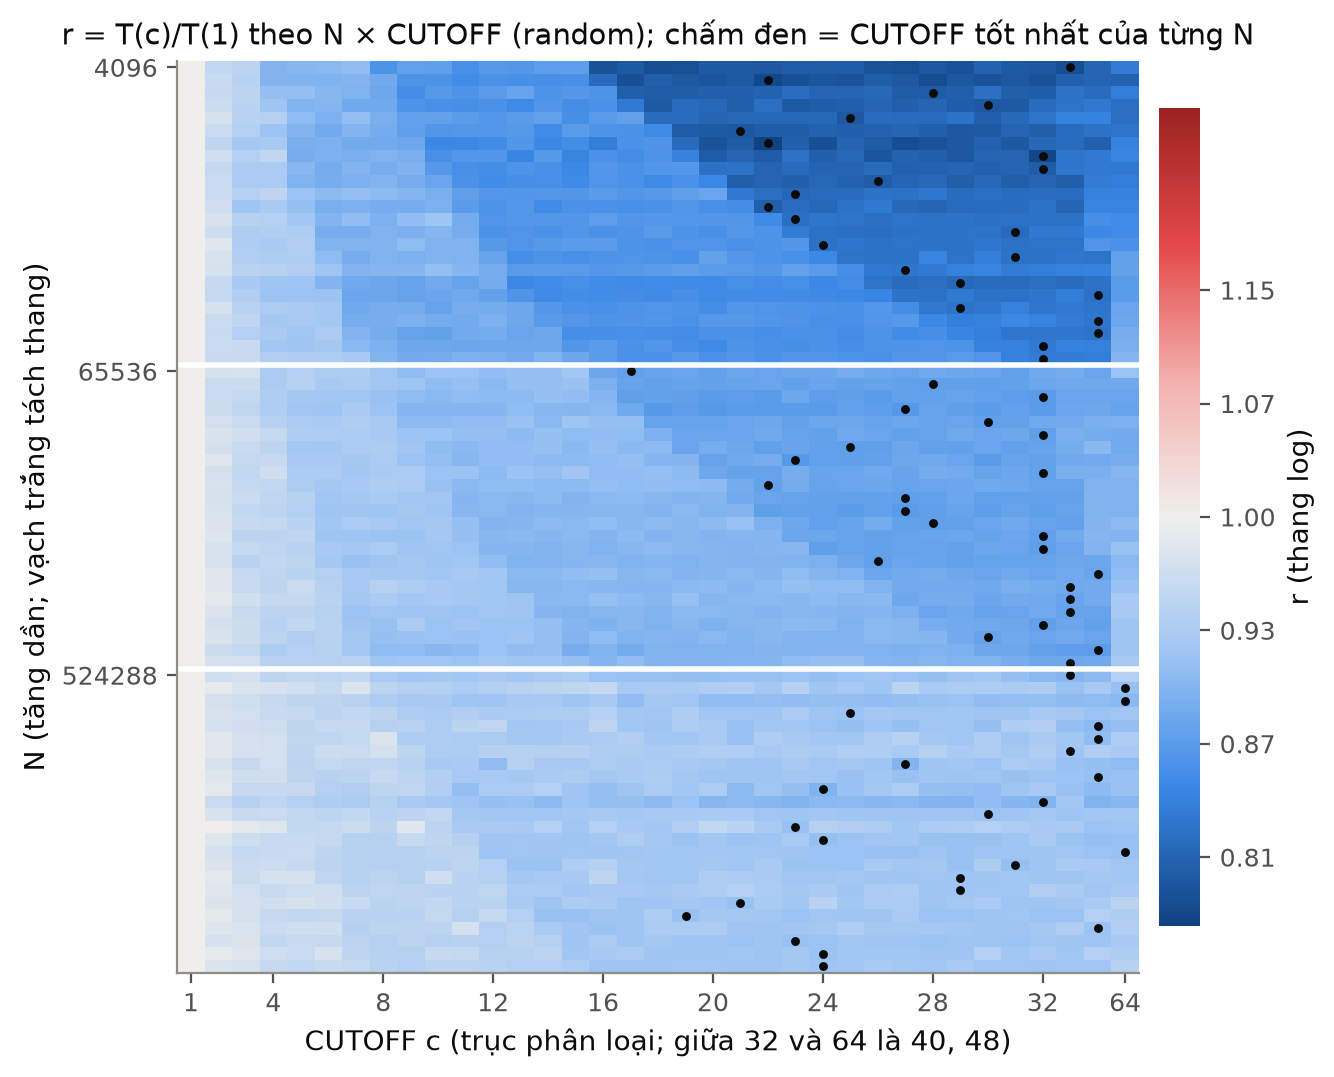 r = T(c)/T(1) theo N × CUTOFF (random); chấm đen = CUTOFF tốt nhất của từng N
4096
65536
524288
N (tăng dần; vạch trắng tách thang)
1 4 8 12 16 20 24 28 32 64
CUTOFF c (trục phân loại; giữa 32 và 64 là 40, 48)
1.15
1.07
1.00
0.93
0.87
0.81
r (thang log)